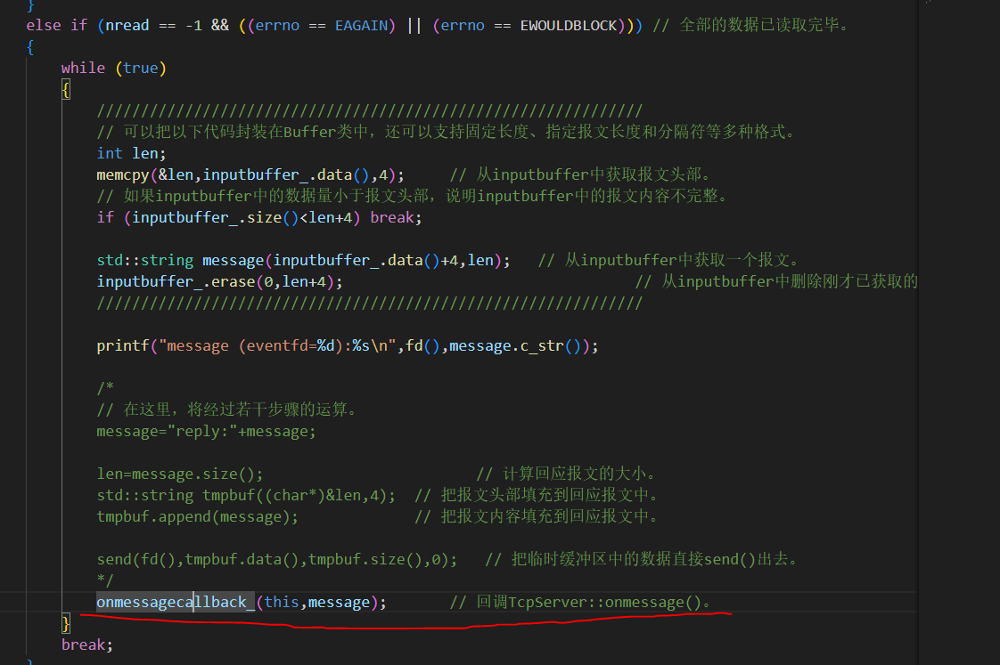 }
else if (nread == -1 && ((errno == EAGAIN) || (errno == EWOULDBLOCK))) // 全部的数据已读取完毕。
{
while (true)
{
//////////////////////////////////////////////////////////////
// 可以把以下代码封装在Buffer类中，还可以支持固定长度、指定报文长度和分隔符等多种格式。
int len;
memcpy(&len,inputbuffer_.data(),4); // 从inputbuffer中获取报文头部。
// 如果inputbuffer中的数据量小于报文头部，说明inputbuffer中的报文内容不完整。
if (inputbuffer_.size()<len+4) break;
std::string message(inputbuffer_.data()+4,len); // 从inputbuffer中获取一个报文。
inputbuffer_.erase(0,len+4); // 从inputbuffer中删除刚才已获取的
//////////////////////////////////////////////////////////////
printf("message (eventfd=%d):%s\n",fd(),message.c_str());
/*
// 在这里，将经过若干步骤的运算。
message="reply:"+message;
len=message.size(); // 计算回应报文的大小。
std::string tmpbuf((char*)&len,4); // 把报文头部填充到回应报文中。
tmpbuf.append(message); // 把报文内容填充到回应报文中。
send(fd(),tmpbuf.data(),tmpbuf.size(),0); // 把临时缓冲区中的数据直接send()出去。
*/
onmessagecallback_(this,message); // 回调TcpServer::onmessage()。
}
break;
}